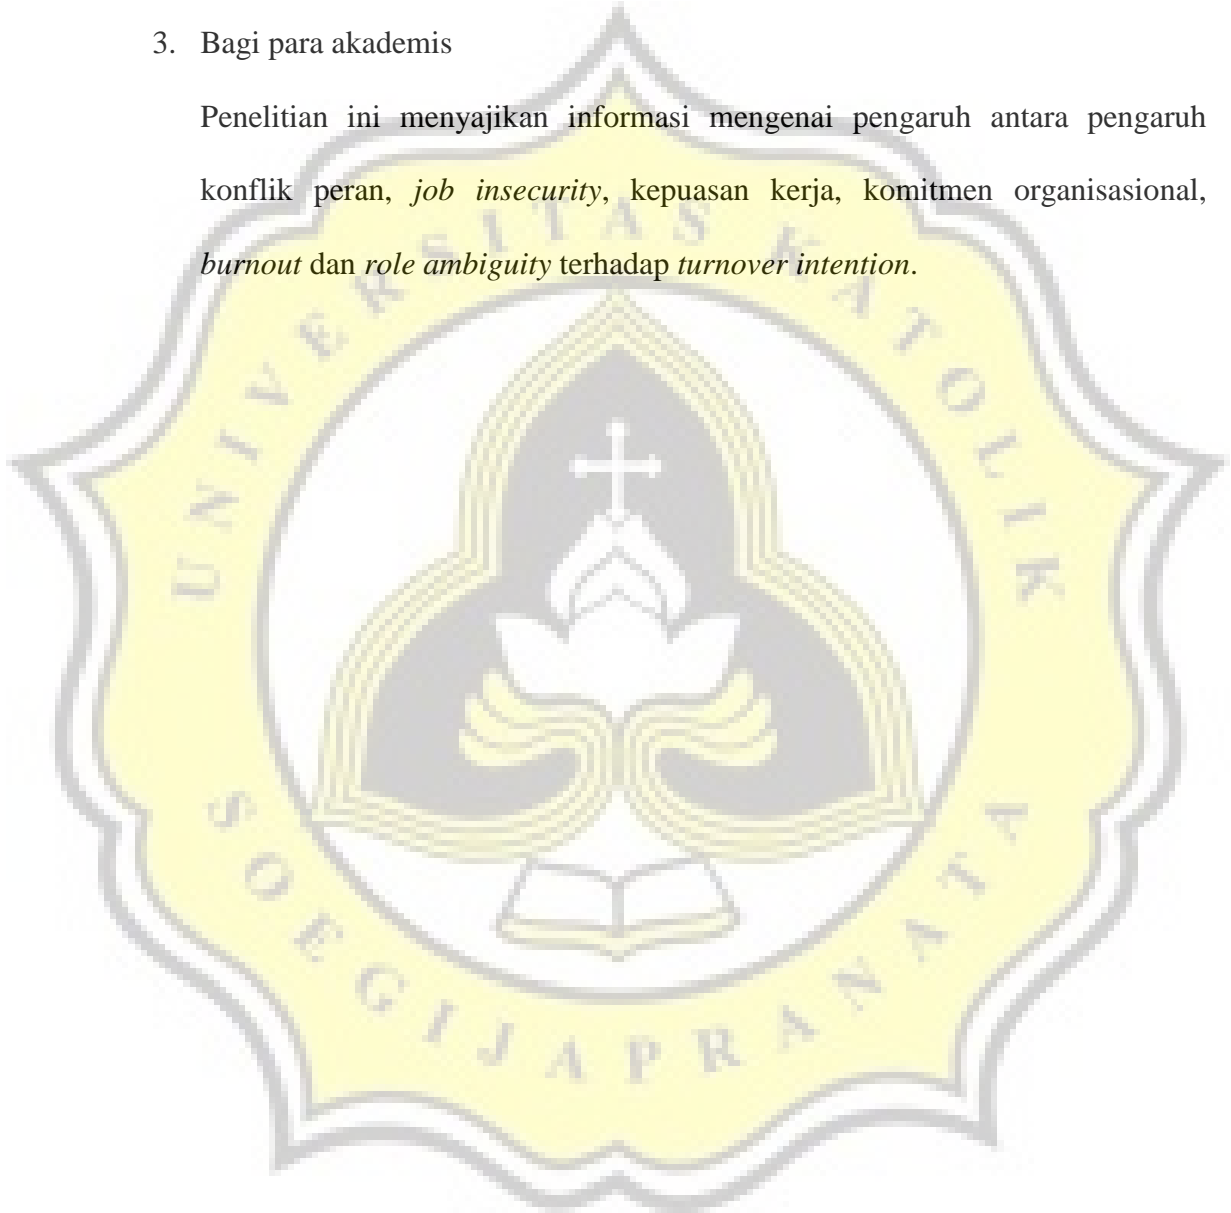 3. Bagi para akademis
Penelitian ini menyajikan informasi mengenai pengaruh antara pengaruh
konflik peran, job insecurity, kepuasan kerja, komitmen organisasional,
burnout dan role ambiguity terhadap turnover intention.
UNIVERSITAS KATOLIK
SOEGIJAPRANATA